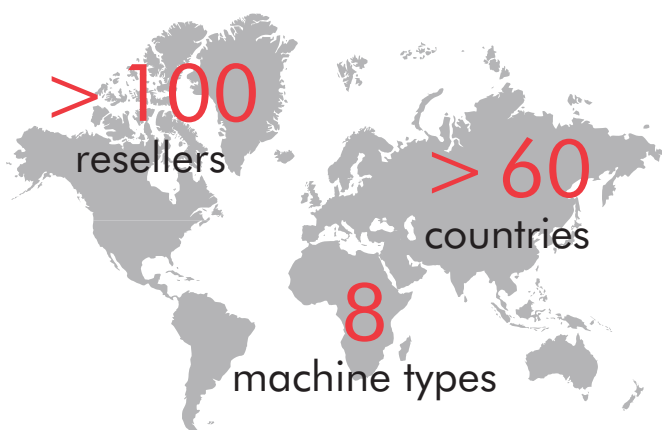 > 100
resellers
> 60
countries
8
machine types